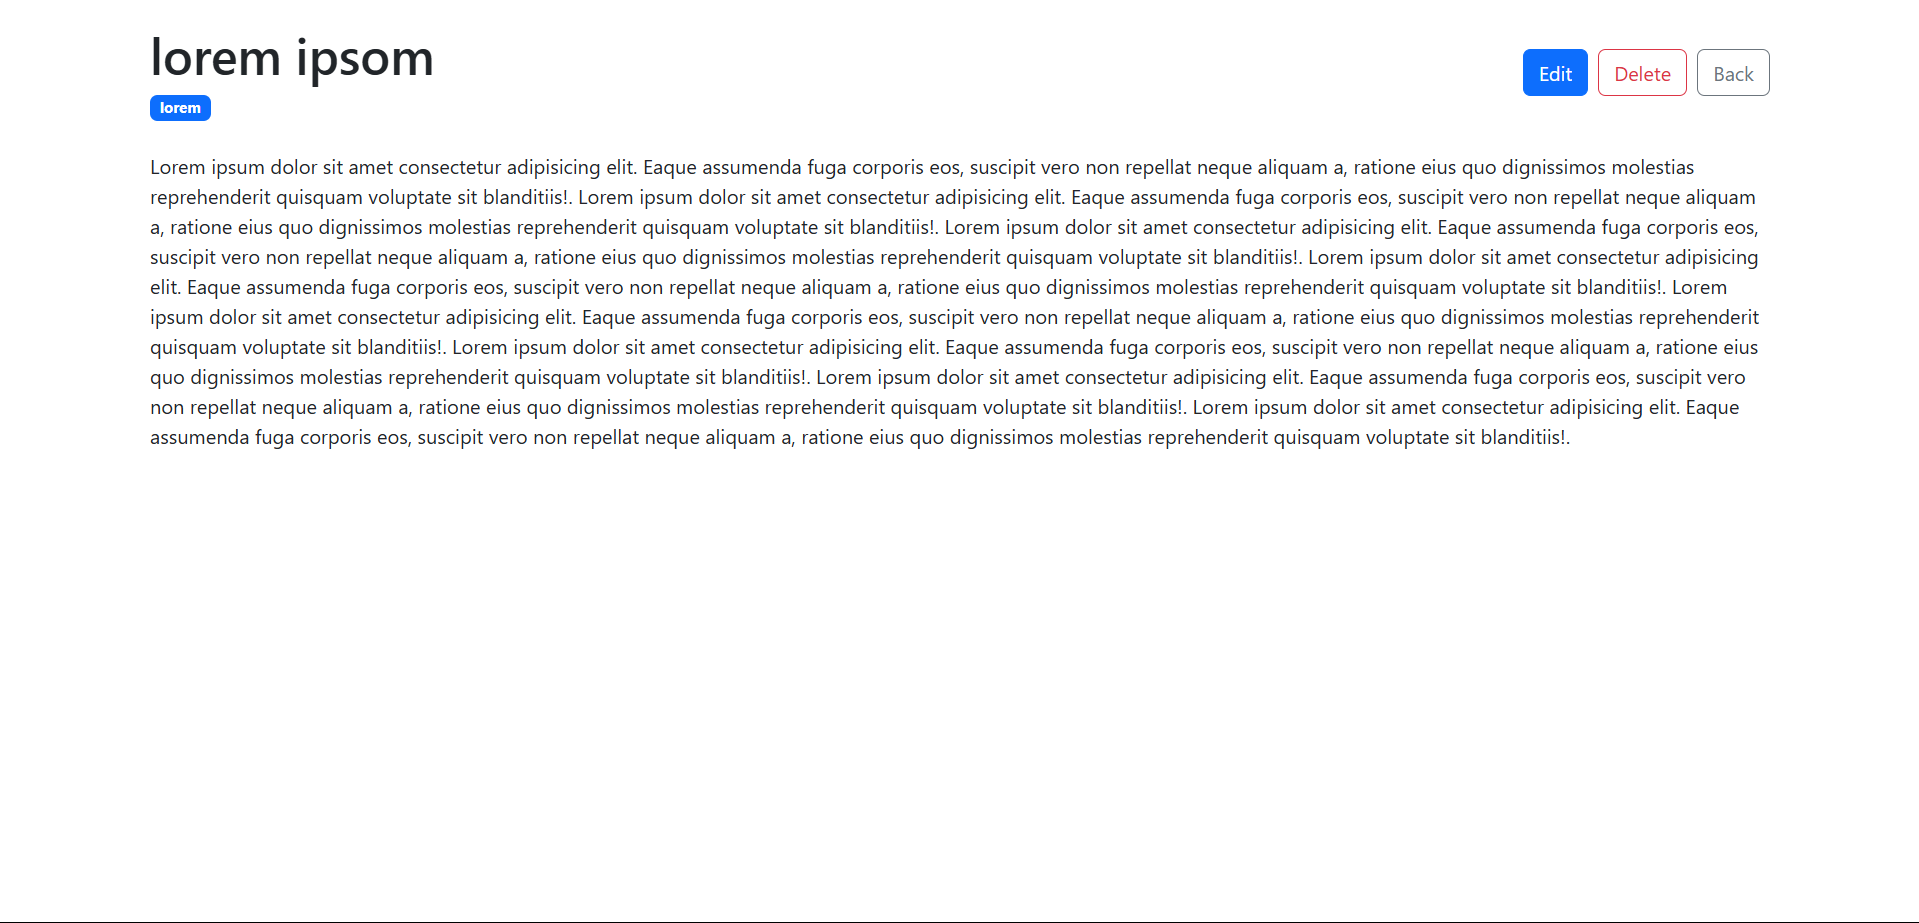 lorem ipsom
Edit
Delete
Back
lorem
Lorem ipsum dolor sit amet consectetur adipisicing elit. Eaque assumenda fuga corporis eos, suscipit vero non repellat neque aliquam a, ratione eius quo dignissimos molestias
reprehenderit quisquam voluptate sit blanditiis!. Lorem ipsum dolor sit amet consectetur adipisicing elit. Eaque assumenda fuga corporis eos, suscipit vero non repellat neque aliquam
a, ratione eius quo dignissimos molestias reprehenderit quisquam voluptate sit blanditiis!. Lorem ipsum dolor sit amet consectetur adipisicing elit. Eaque assumenda fuga corporis eos,
suscipit vero non repellat neque aliquam a, ratione eius quo dignissimos molestias reprehenderit quisquam voluptate sit blanditiis!. Lorem ipsum dolor sit amet consectetur adipisicing
elit. Eaque assumenda fuga corporis eos, suscipit vero non repellat neque aliquam a, ratione eius quo dignissimos molestias reprehenderit quisquam voluptate sit blanditiis!. Lorem
ipsum dolor sit amet consectetur adipisicing elit. Eaque assumenda fuga corporis eos, suscipit vero non repellat neque aliquam a, ratione eius quo dignissimos molestias reprehenderit
quisquam voluptate sit blanditiis!. Lorem ipsum dolor sit amet consectetur adipisicing elit. Eaque assumenda fuga corporis eos, suscipit vero non repellat neque aliquam a, ratione eius
quo dignissimos molestias reprehenderit quisquam voluptate sit blanditiis!. Lorem ipsum dolor sit amet consectetur adipisicing elit. Eaque assumenda fuga corporis eos, suscipit vero
non repellat neque aliquam a, ratione eius quo dignissimos molestias reprehenderit quisquam voluptate sit blanditiis!. Lorem ipsum dolor sit amet consectetur adipisicing elit. Eaque
assumenda fuga corporis eos, suscipit vero non repellat neque aliquam a, ratione eius quo dignissimos molestias reprehenderit quisquam voluptate sit blanditiis!.